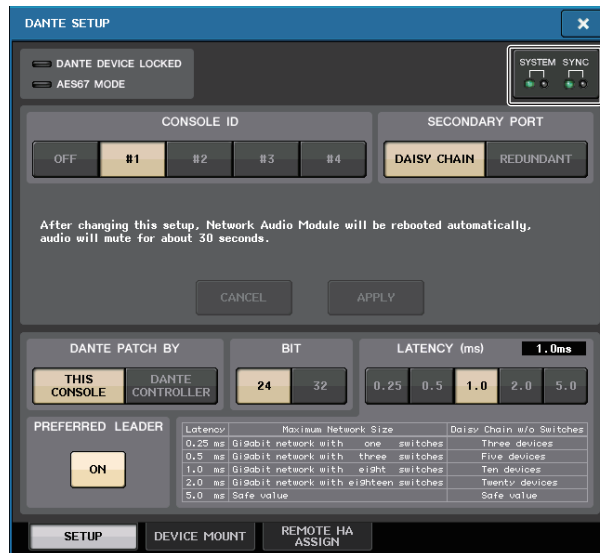 DANTE SETUP
DANTE DEVICE LOCKED
AES67 MODE
SYSTEM SYNC
CONSOLE ID
OFF #1 #2 #3 #4
SECONDARY PORT
DAISY CHAIN REDUNDANT
After changing this setup, Network Audio Module will be rebooted automatically,
audio will mute for about 30 seconds.
CANCEL APPLY
DANTE PATCH BY
THIS CONSOLE DANTE CONTROLLER
BIT
24 32
LATENCY (ms) 1.0ms
0.25 0.5 1.0 2.0 5.0
PREFERRED LEADER
ON
Latency Maximum Network Size Daisy Chain w/o Switches
0.25 ms Gigabit network with one switches Three devices
0.5 ms Gigabit network with three switches Five devices
1.0 ms Gigabit network with eight switches Ten devices
2.0 ms Gigabit network with eighteen switches Twenty devices
5.0 ms Safe value Safe value
SETUP DEVICE MOUNT REMOTE HA ASSIGN